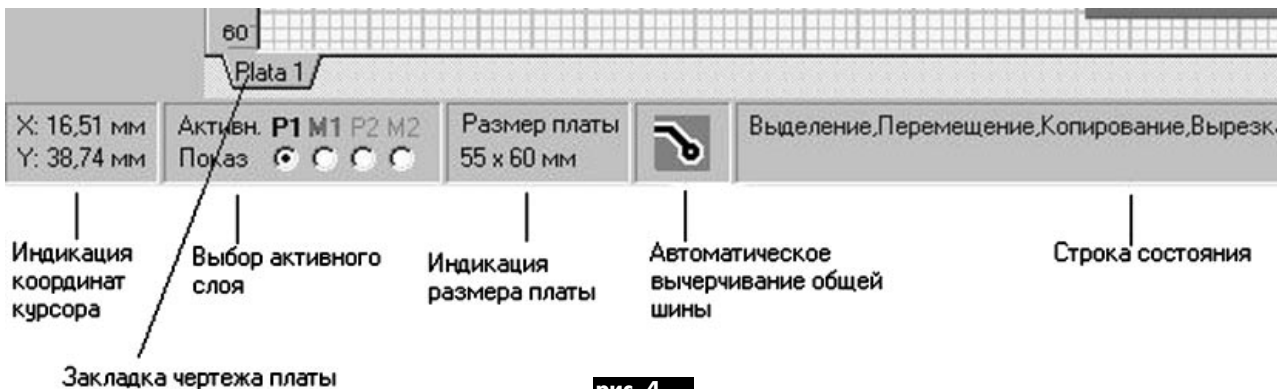 60
Plata 1
X: 16,51 мм
Y: 38,74 мм
Активн. P1 M1 P2 M2
Показ
Размер платы
55 x 60 мм
Выделение,Перемещение,Копирование,Вырезк
Индикация
координат
курсора
Выбор активного
слоя
Индикация
размера платы
Автоматическое
вычерчивание общей
шины
Строка состояния
Закладка чертежа платы
рис. 4